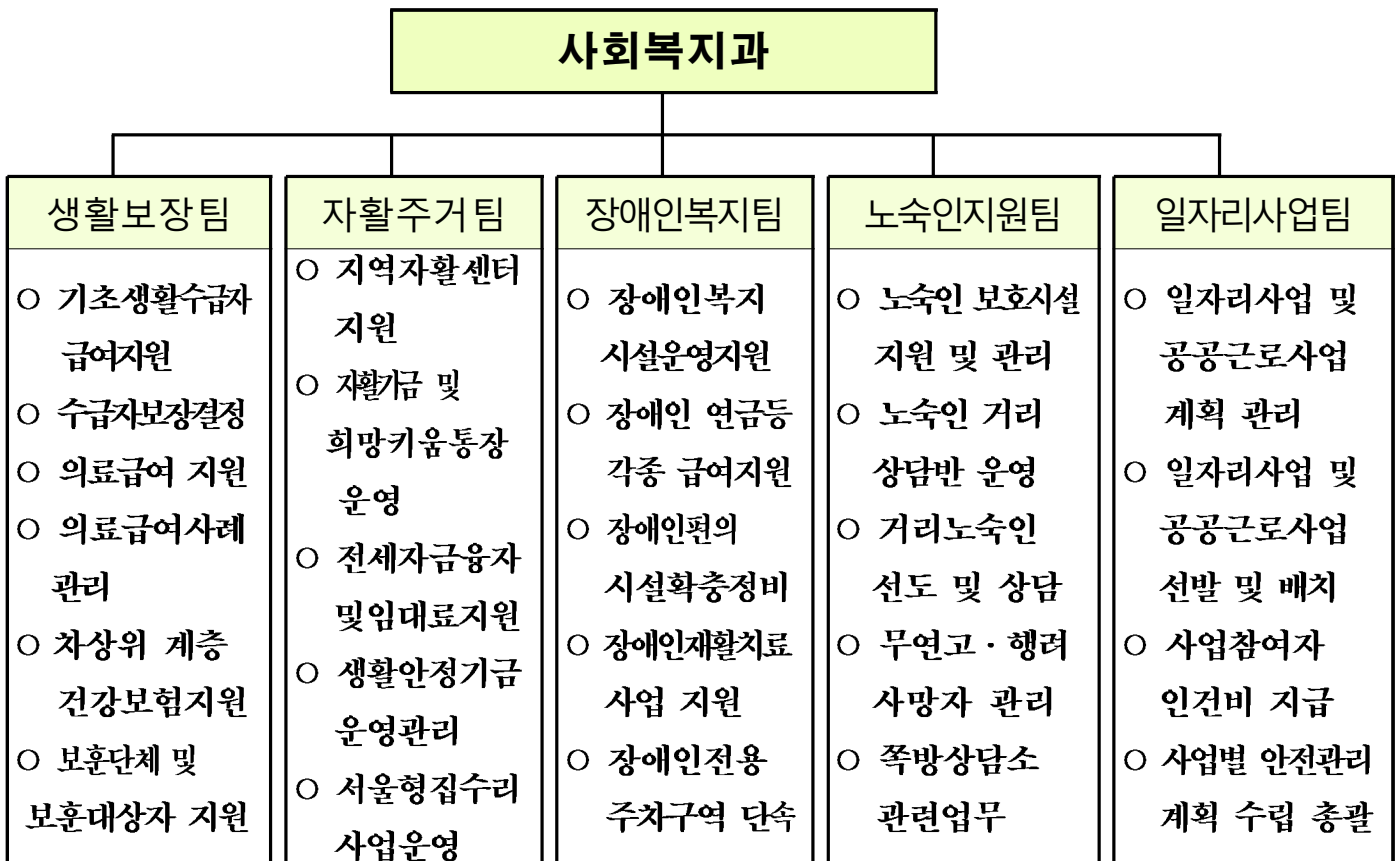 사회복지과
생활보장팀
○ 기초생활수급자
급여지원
○ 수급자보장결정
○ 의료급여 지원
○ 의료급여사례
관리
○ 차상위 계층
건강보험지원
○ 보훈단체 및
보훈대상자 지원
자활주거팀
○ 지역자활센터
지원
○ 자활기금 및
희망키움통장
운영
○ 전세자금융자
및임대료지원
○ 생활안정기금
운영관리
○ 서울형집수리
사업운영
장애인복지팀
○ 장애인복지
시설운영지원
○ 장애인 연금등
각종 급여지원
○ 장애인편의
시설확충정비
○ 장애인재활치료
사업 지원
○ 장애인전용
주차구역 단속
노숙인지원팀
○ 노숙인 보호시설
지원 및 관리
○ 노숙인 거리
상담반 운영
○ 거리노숙인
선도 및 상담
○ 무연고·행려
사망자 관리
○ 쪽방상담소
관련업무
일자리사업팀
○ 일자리사업 및
공공근로사업
계획 관리
○ 일자리사업 및
공공근로사업
선발 및 배치
○ 사업참여자
인건비 지급
○ 사업별 안전관리
계획 수립 총괄